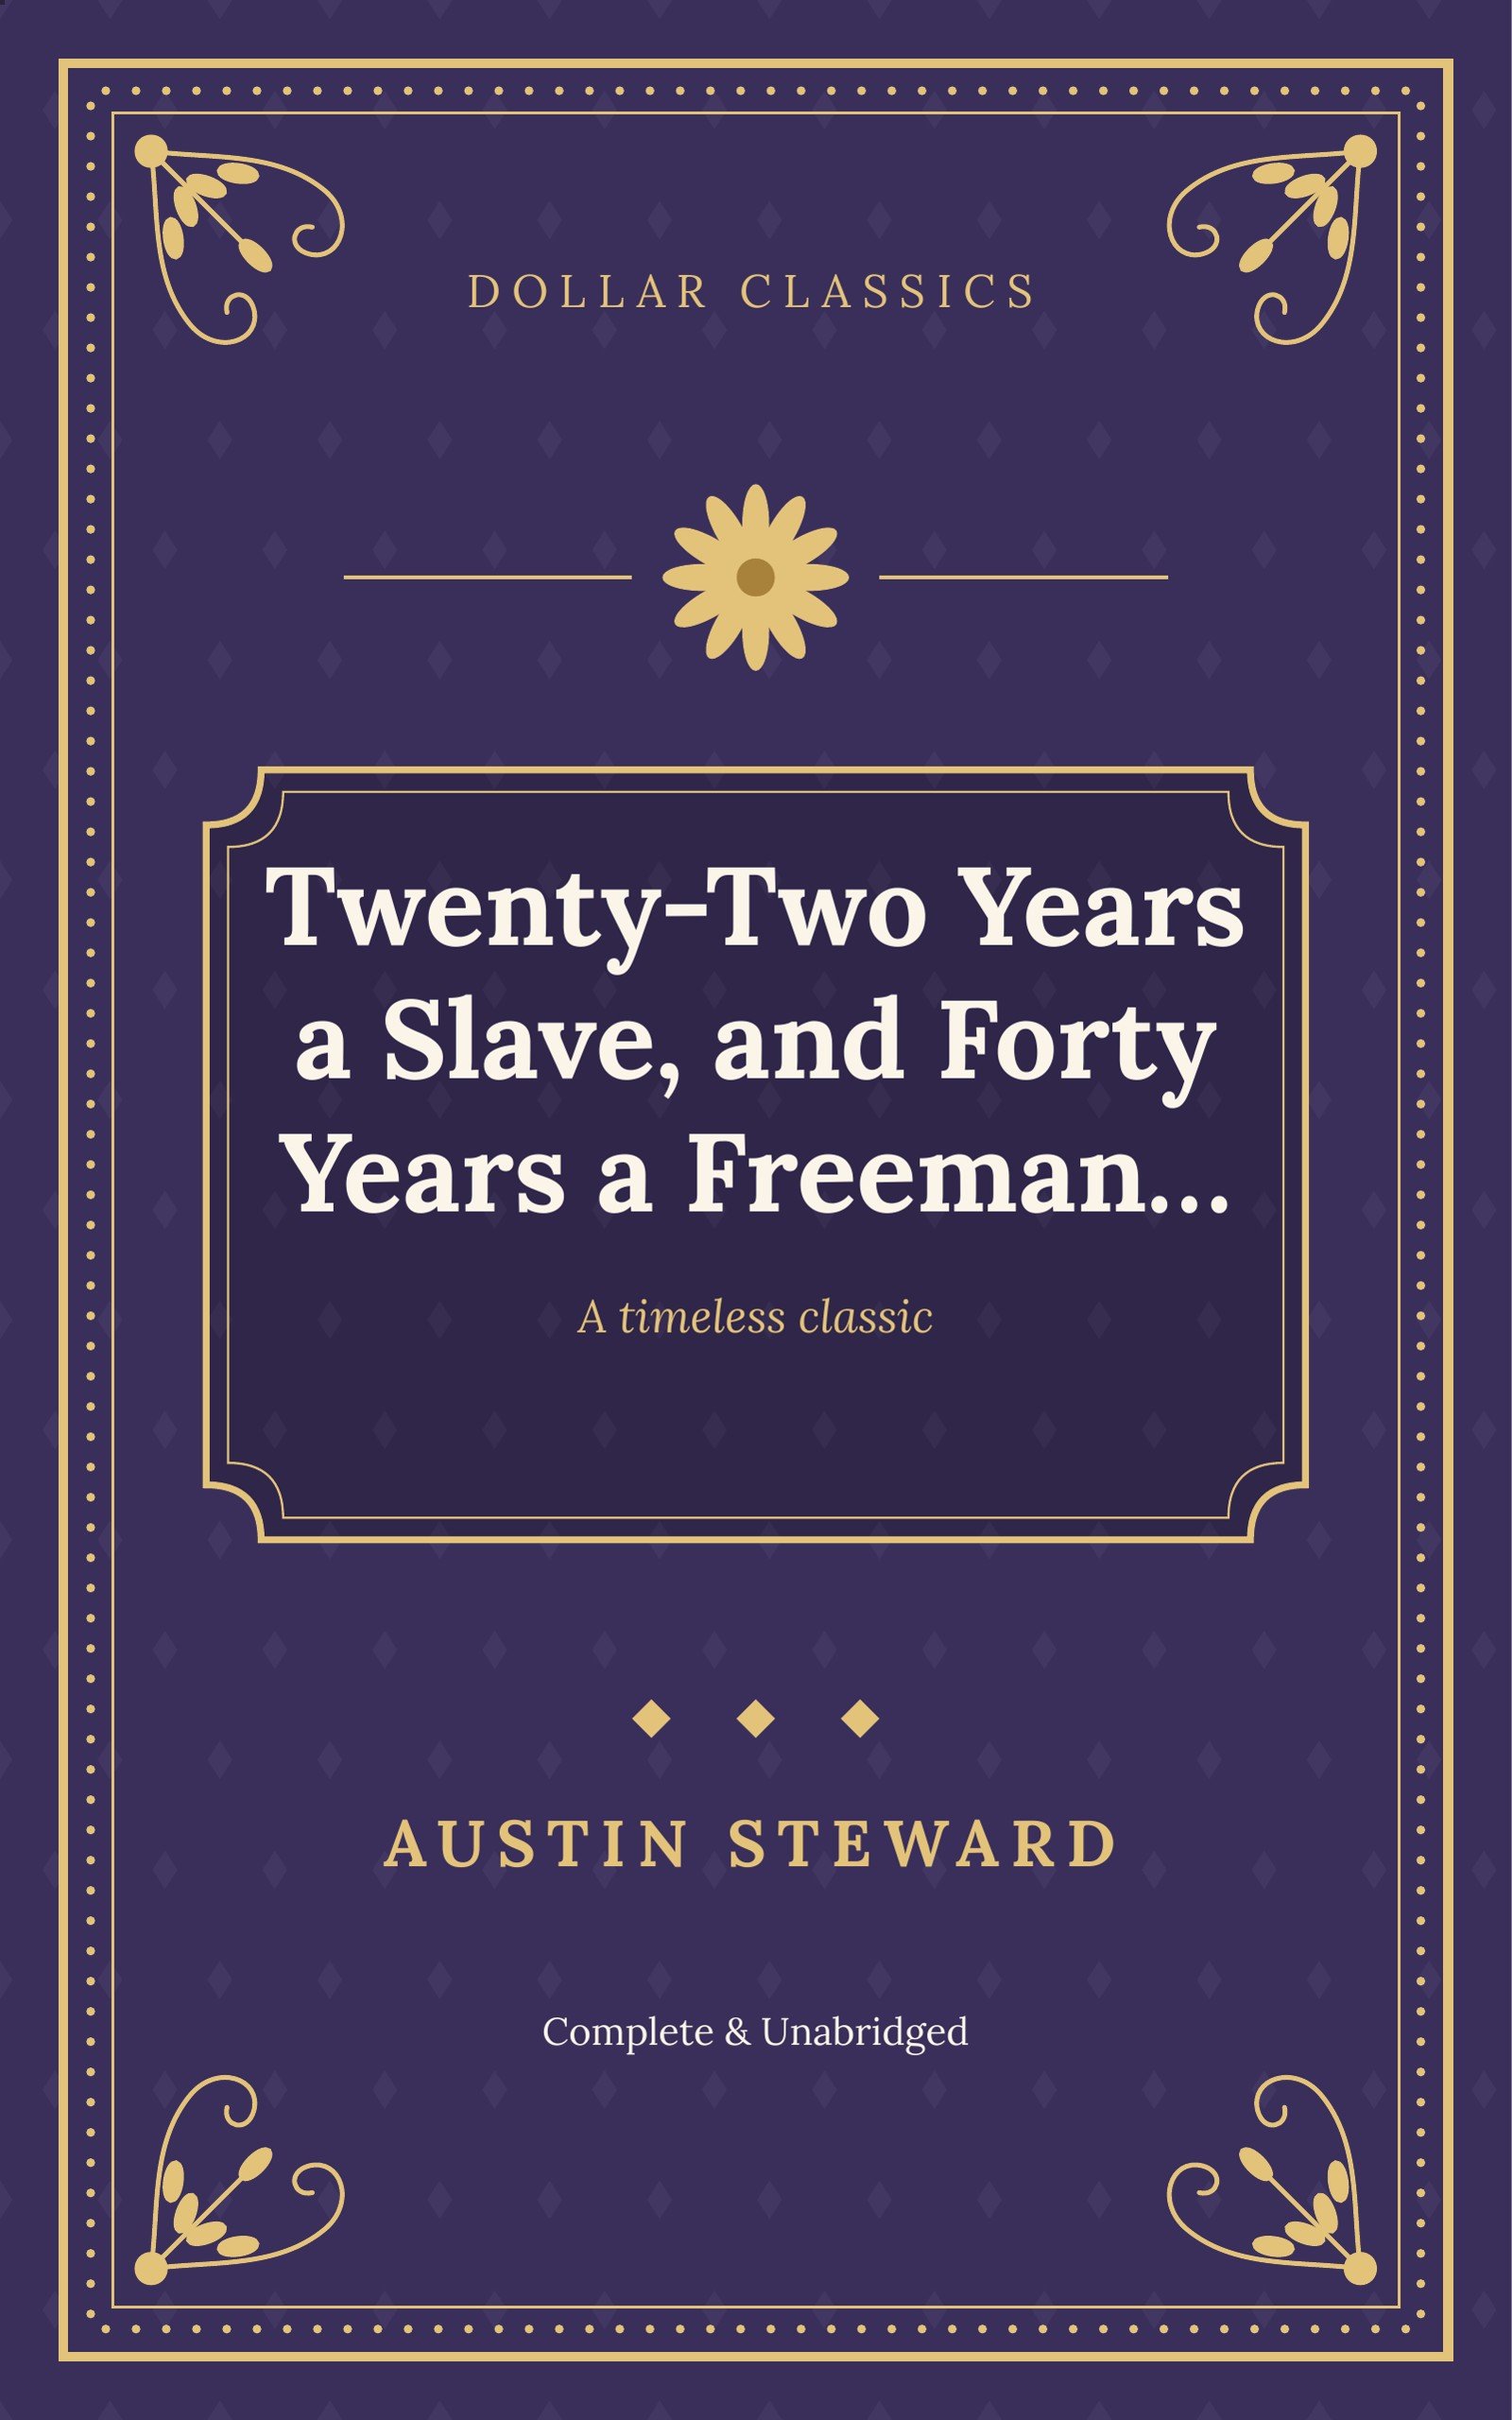 DOLLAR CLASSICS
Twenty-Two Years
a Slave, and Forty
Years a Freeman...
A timeless classic
AUSTIN STEWARD
Complete & Unabridged